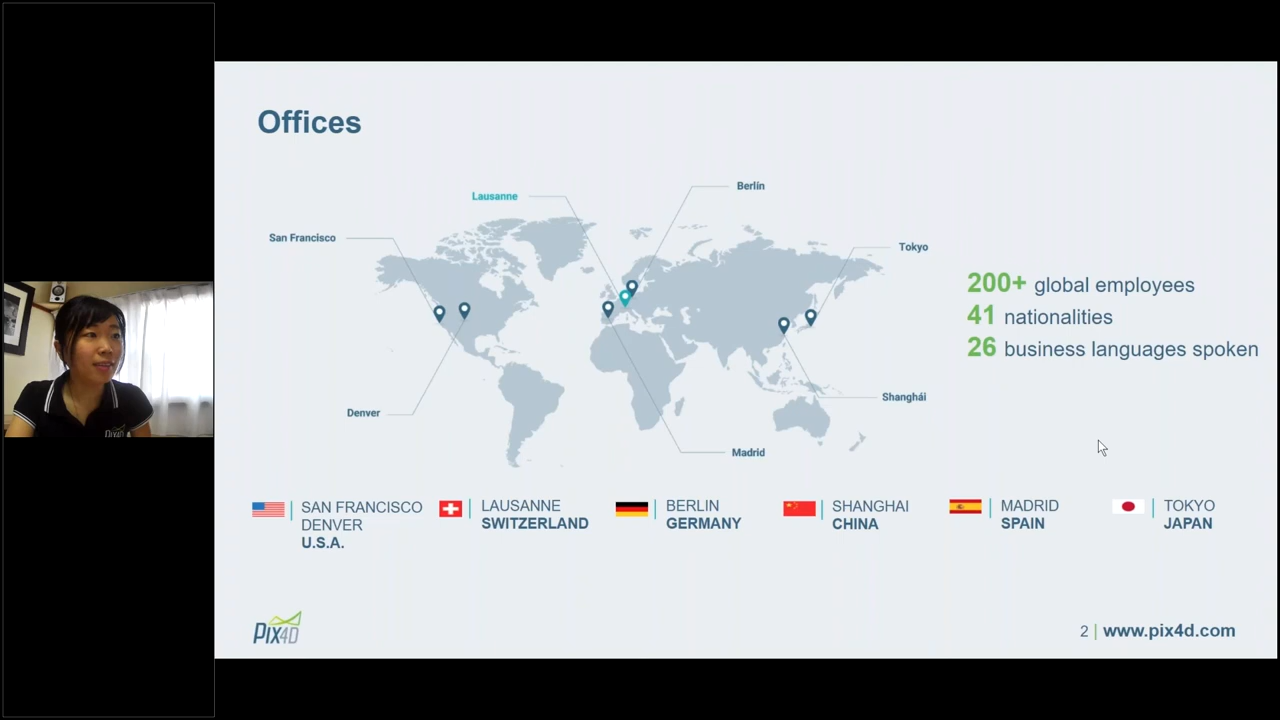 Offices
Lausanne
Berlín
San Francisco
Tokyo
Denver
Shanghái
Madrid
200+ global employees
41 nationalities
26 business languages spoken
SAN FRANCISCO
DENVER
U.S.A.
LAUSANNE
SWITZERLAND
BERLIN
GERMANY
SHANGHAI
CHINA
MADRID
SPAIN
TOKYO
JAPAN
PIX4D
2 | www.pix4d.com
PIX4D